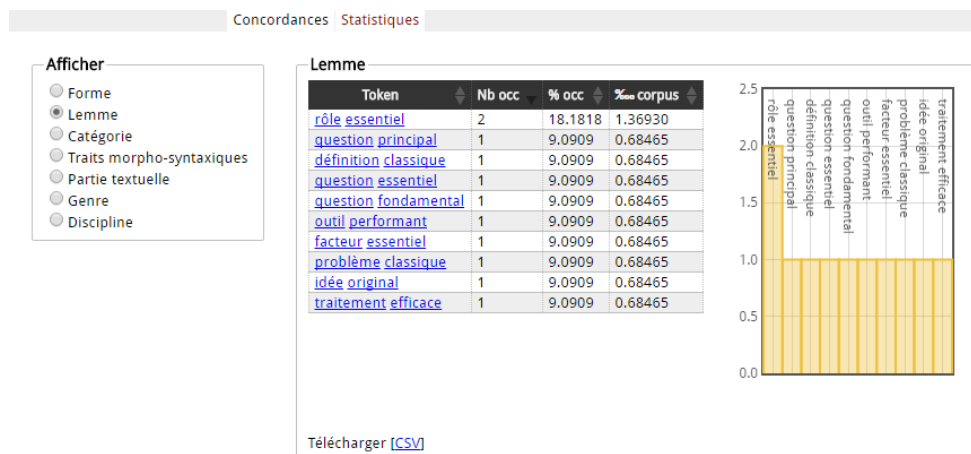 Concordances Statistiques
Afficher
Forme
Lemme
Catégorie
Traits morpho-syntaxiques
Partie textuelle
Genre
Discipline
Lemme
Token Nb occ % occ ‱ corpus
rôle essentiel 2 18.1818 1.36930
question principal 1 9.0909 0.68465
définition classique 1 9.0909 0.68465
question essentiel 1 9.0909 0.68465
question fondamental 1 9.0909 0.68465
outil performant 1 9.0909 0.68465
facteur essentiel 1 9.0909 0.68465
problème classique 1 9.0909 0.68465
idée original 1 9.0909 0.68465
traitement efficace 1 9.0909 0.68465
Télécharger [CSV]
2.5
2.0
1.5
1.0
0.5
0.0
rôle essentiel
question principal
définition classique
question essentiel
question fondamental
outil performant
facteur essentiel
problème classique
idée original
traitement efficace